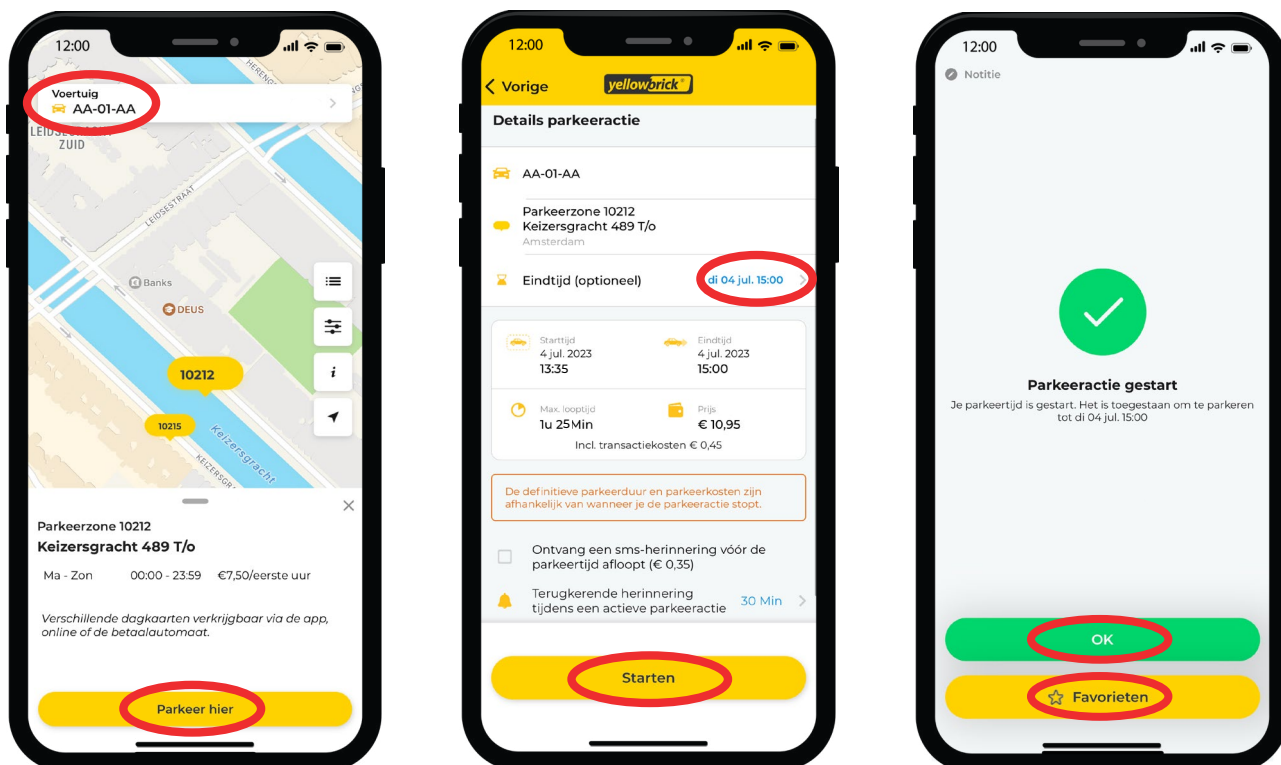 12:00
HERENG
Voertuig
AA-01-AA
LEIDSEGRACHT
ZUID
LEIDSESTRAAT
Banks
DEUS
10212
10215
Keizersgracht
KEIZERSGR
Parkeerzone 10212
Keizersgracht 489 T/o
Ma - Zon 00:00 - 23:59 €7,50/eerste uur
Verschillende dagkaarten verkrijgbaar via de app,
online of de betaalautomaat.
Parkeer hier
12:00
Vorige
yellowbrick
Details parkeeractie
AA-01-AA
Parkeerzone 10212
Keizersgracht 489 T/o
Amsterdam
Eindtijd (optioneel) di 04 jul. 15:00
Starttijd
4 jul. 2023
13:35
Eindtijd
4 jul. 2023
15:00
Max. looptijd
1u 25Min
Prijs
€ 10,95
Incl. transactiekosten € 0,45
De definitieve parkeerduur en parkeerkosten zijn
afhankelijk van wanneer je de parkeeractie stopt.
Ontvang een sms-herinnering vóór de
parkeertijd afloopt (€ 0,35)
Terugkerende herinnering
tijdens een actieve parkeeractie 30 Min
Starten
12:00
Notitie
Parkeeractie gestart
Je parkeertijd is gestart. Het is toegestaan om te parkeren
tot di 04 jul. 15:00
OK
Favorieten